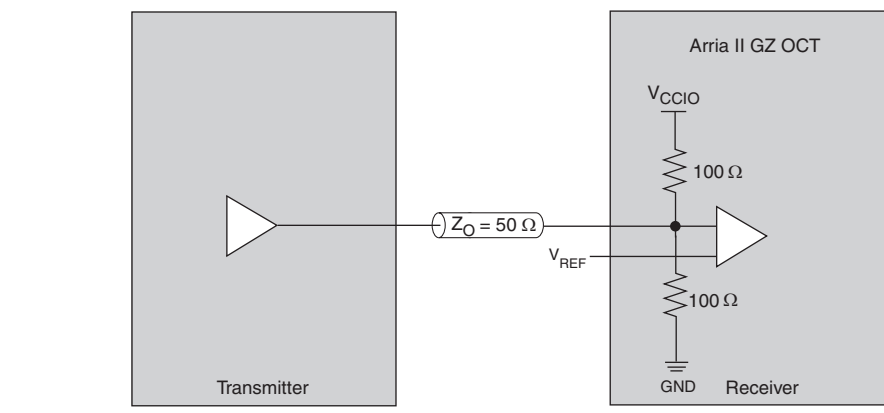 Arria II GZ OCT
VCCIO
100 Ω
ZO = 50 Ω
VREF
100 Ω
GND
Transmitter
Receiver